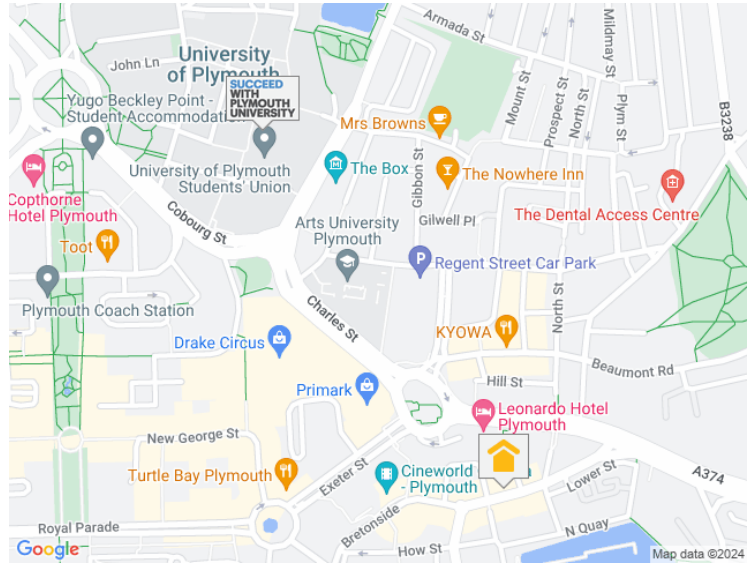 Armada St
Mildmay St
University
of Plymouth
John Ln
SUCCEED
WITH
PLYMOUTH
UNIVERSITY
Mount St
Prospect St
North St
Plym St
B3238
Yugo Beckley Point -
Student Accommodation
Mrs Browns
University of Plymouth
Students' Union
The Box
Gibbon St
The Nowhere Inn
Copthorne
Hotel Plymouth
Cobourg St
Arts University
Plymouth
Gilwell Pl
The Dental Access Centre
Toot
Regent Street Car Park
Plymouth Coach Station
Charles St
North St
Drake Circus
KYOWA
Beaumont Rd
Primark
Hill St
Leonardo Hotel
Plymouth
New George St
Turtle Bay Plymouth
Exeter St
Cineworld
- Plymouth
Lower St
A374
Royal Parade
Bretonside
N Quay
How St
Google
Map data ©2024